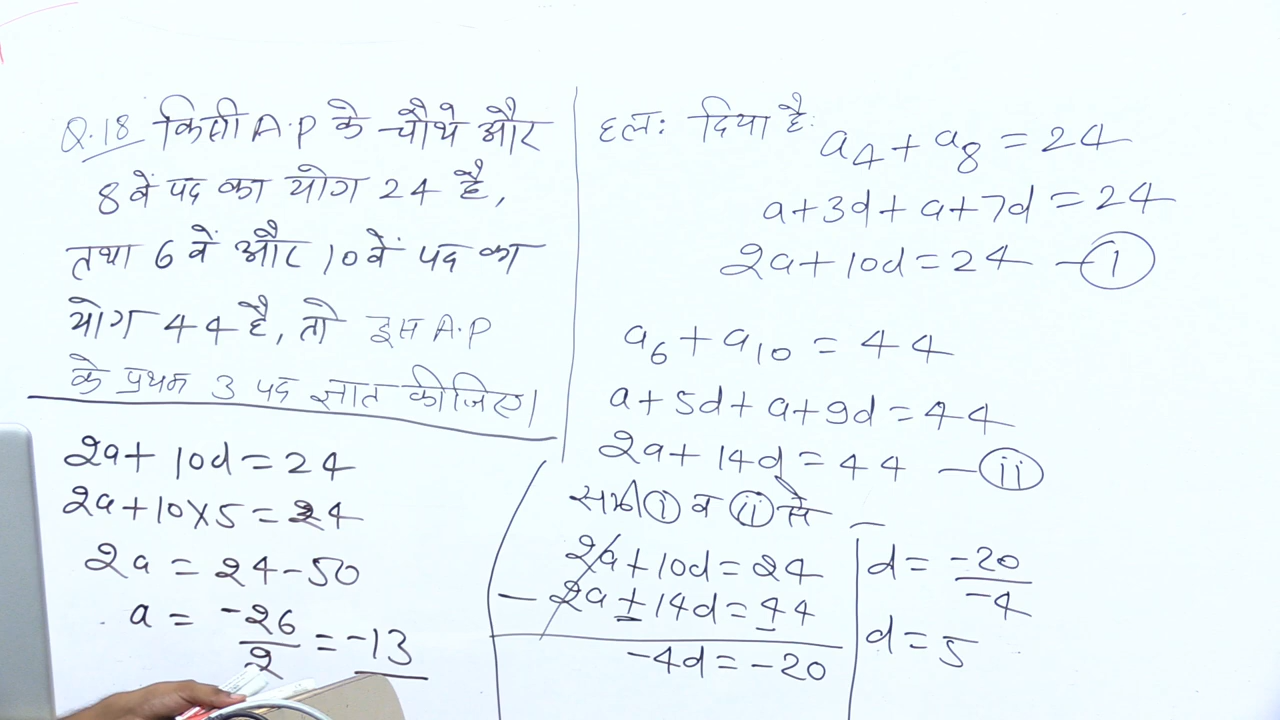 Q.18 किसी A.P के चौथे और
8 वें पद का योग 24 है,
तथा 6 वें और 10 वें पद का
योग 44 है, तो इस A.P
के प्रथम 3 पद ज्ञात कीजिए।
हल: दिया है:
a₄ + a₈ = 24
a+3d+a+7d = 24
2a+10d = 24 — (i)
a₆ + a₁₀ = 44
a+5d+a+9d = 44
2a+14d = 44 — (ii)
समी (i) व (ii) से
2a+10d = 24
- 2a ± 14d = 44
-4d = -20
d = -20/-4
d = 5
2a+10d = 24
2a+10×5 = 24
2a = 24-50
a = -26/2 = -13